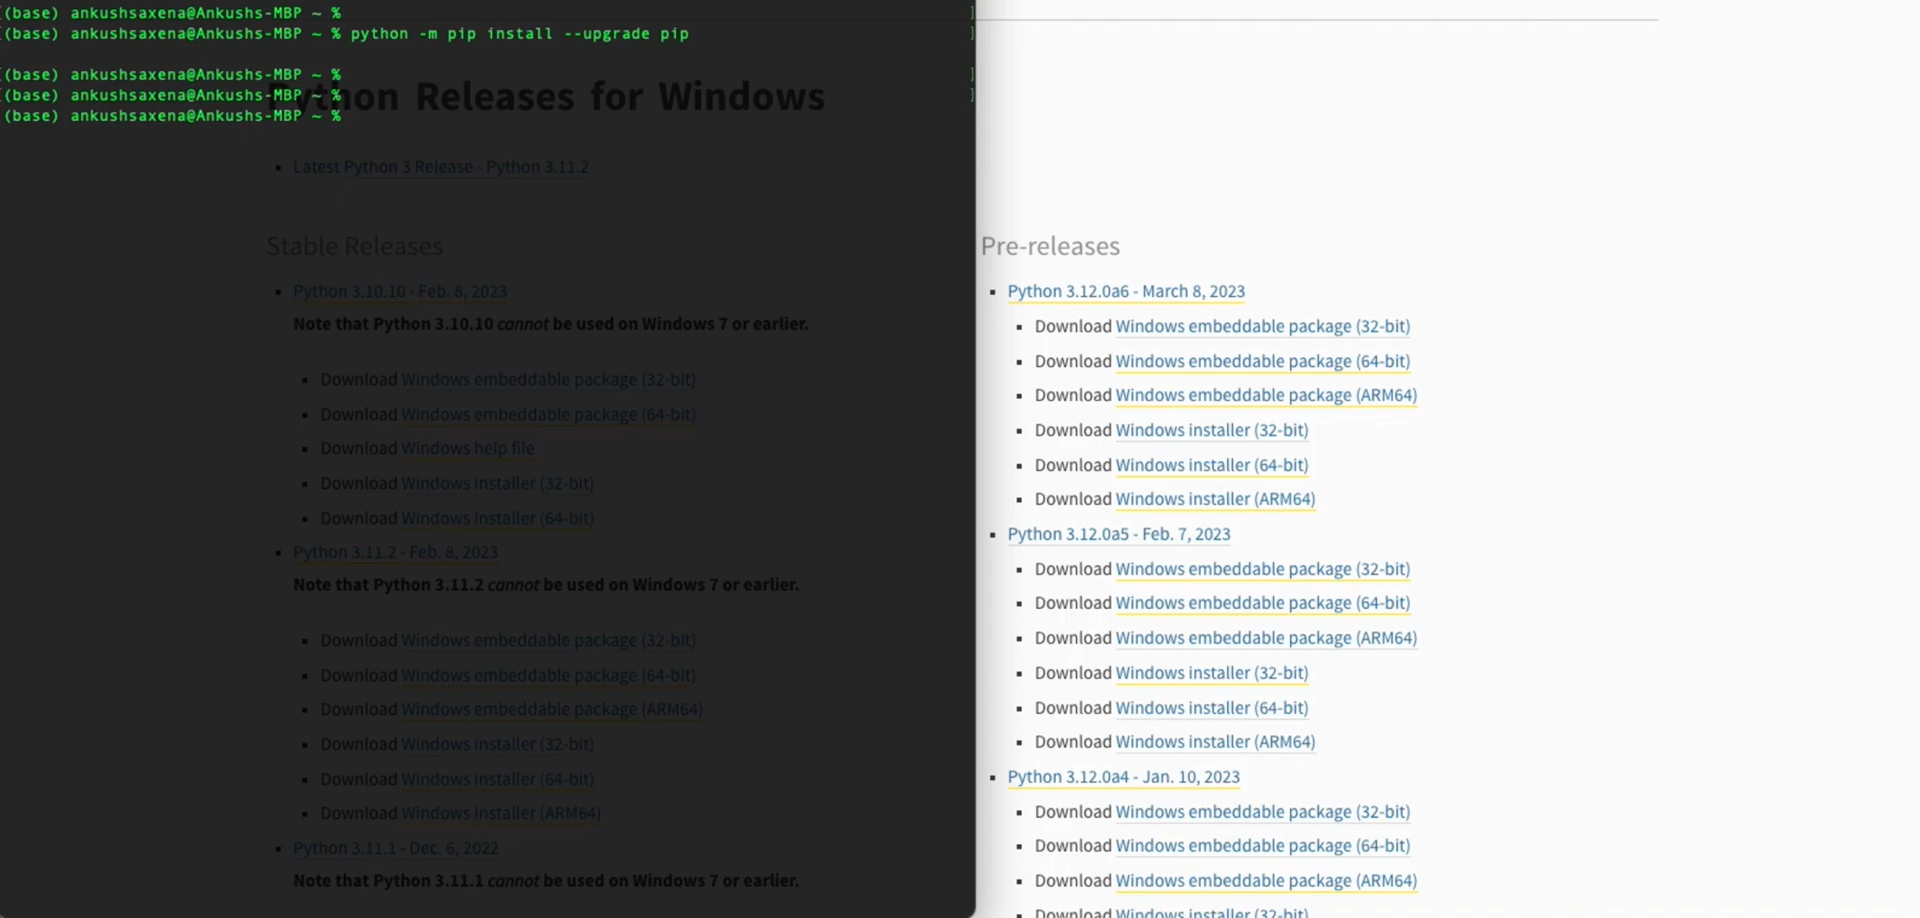 (base) ankushsaxena@Ankushs-MBP ~ %
(base) ankushsaxena@Ankushs-MBP ~ % python -m pip install --upgrade pip
(base) ankushsaxena@Ankushs-MBP ~ %
(base) ankushsaxena@Ankushs-MBP ~ %
(base) ankushsaxena@Ankushs-MBP ~ %
Python Releases for Windows
Latest Python 3 Release - Python 3.11.2
Stable Releases
Python 3.10.10 - Feb. 8, 2023
Note that Python 3.10.10 cannot be used on Windows 7 or earlier.
Download Windows embeddable package (32-bit)
Download Windows embeddable package (64-bit)
Download Windows help file
Download Windows installer (32-bit)
Download Windows installer (64-bit)
Python 3.11.2 - Feb. 8, 2023
Note that Python 3.11.2 cannot be used on Windows 7 or earlier.
Download Windows embeddable package (32-bit)
Download Windows embeddable package (64-bit)
Download Windows embeddable package (ARM64)
Download Windows installer (32-bit)
Download Windows installer (64-bit)
Download Windows installer (ARM64)
Python 3.11.1 - Dec. 6, 2022
Note that Python 3.11.1 cannot be used on Windows 7 or earlier.
Pre-releases
Python 3.12.0a6 - March 8, 2023
Download Windows embeddable package (32-bit)
Download Windows embeddable package (64-bit)
Download Windows embeddable package (ARM64)
Download Windows installer (32-bit)
Download Windows installer (64-bit)
Download Windows installer (ARM64)
Python 3.12.0a5 - Feb. 7, 2023
Download Windows embeddable package (32-bit)
Download Windows embeddable package (64-bit)
Download Windows embeddable package (ARM64)
Download Windows installer (32-bit)
Download Windows installer (64-bit)
Download Windows installer (ARM64)
Python 3.12.0a4 - Jan. 10, 2023
Download Windows embeddable package (32-bit)
Download Windows embeddable package (64-bit)
Download Windows embeddable package (ARM64)
Download Windows installer (32-bit)